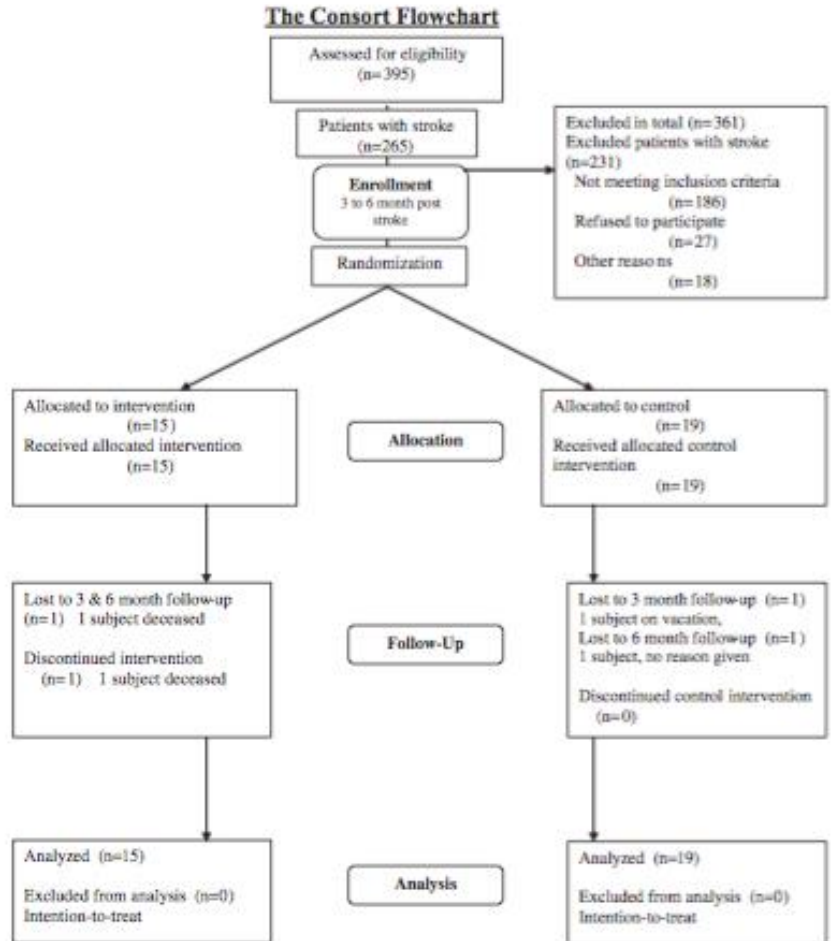 The Consort Flowchart
Assessed for eligibility
(n=395)
Patients with stroke
(n=265)
Enrollment
3 to 6 month post
stroke
Randomization
Excluded in total (n=361)
Excluded patients with stroke
(n=231)
Not meeting inclusion criteria
(n=186)
Refused to participate
(n=27)
Other reasons
(n=18)
Allocated to intervention
(n=15)
Received allocated intervention
(n=15)
Allocation
Allocated to control
(n=19)
Received allocated control
intervention
(n=19)
Lost to 3 & 6 month follow-up
(n=1) 1 subject deceased
Discontinued intervention
(n=1) 1 subject deceased
Follow-Up
Lost to 3 month follow-up (n=1)
1 subject on vacation,
Lost to 6 month followup (n=1)
1 subject, no reason given
Discontinued control intervention
(n=0)
Analyzed (n=15)
Excluded from analysis (n=0)
Intention-to-treat
Analysis
Analyzed (n=19)
Excluded from analysis (n=0)
Intention-to-treat